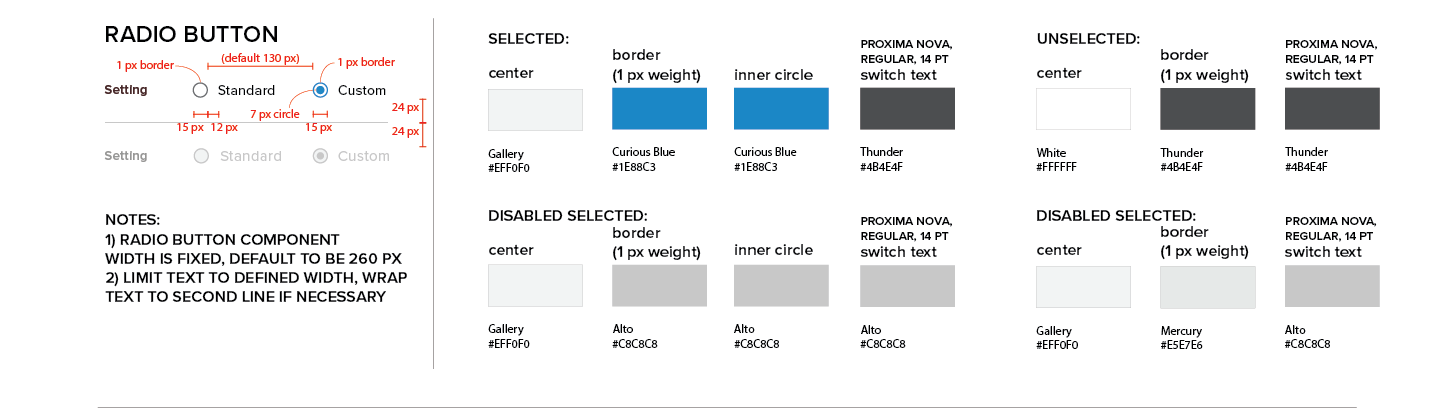 RADIO BUTTON
(default 130 px)
1 px border
1 px border
Setting
Standard
Custom
7 px circle
24 px
15 px
12 px
15 px
24 px
Setting
Standard
Custom
NOTES:
1) RADIO BUTTON COMPONENT
WIDTH IS FIXED, DEFAULT TO BE 260 PX
2) LIMIT TEXT TO DEFINED WIDTH, WRAP
TEXT TO SECOND LINE IF NECESSARY
SELECTED:
center
border
(1 px weight)
inner circle
PROXIMA NOVA,
REGULAR, 14 PT
switch text
Gallery
#EFF0F0
Curious Blue
#1E88C3
Curious Blue
#1E88C3
Thunder
#4B4E4F
UNSELECTED:
center
border
(1 px weight)
PROXIMA NOVA,
REGULAR, 14 PT
switch text
White
#FFFFFF
Thunder
#4B4E4F
Thunder
#4B4E4F
DISABLED SELECTED:
center
border
(1 px weight)
inner circle
PROXIMA NOVA,
REGULAR, 14 PT
switch text
Gallery
#EFF0F0
Alto
#C8C8C8
Alto
#C8C8C8
Alto
#C8C8C8
DISABLED SELECTED:
center
border
(1 px weight)
PROXIMA NOVA,
REGULAR, 14 PT
switch text
Gallery
#EFF0F0
Mercury
#E5E7E6
Alto
#C8C8C8